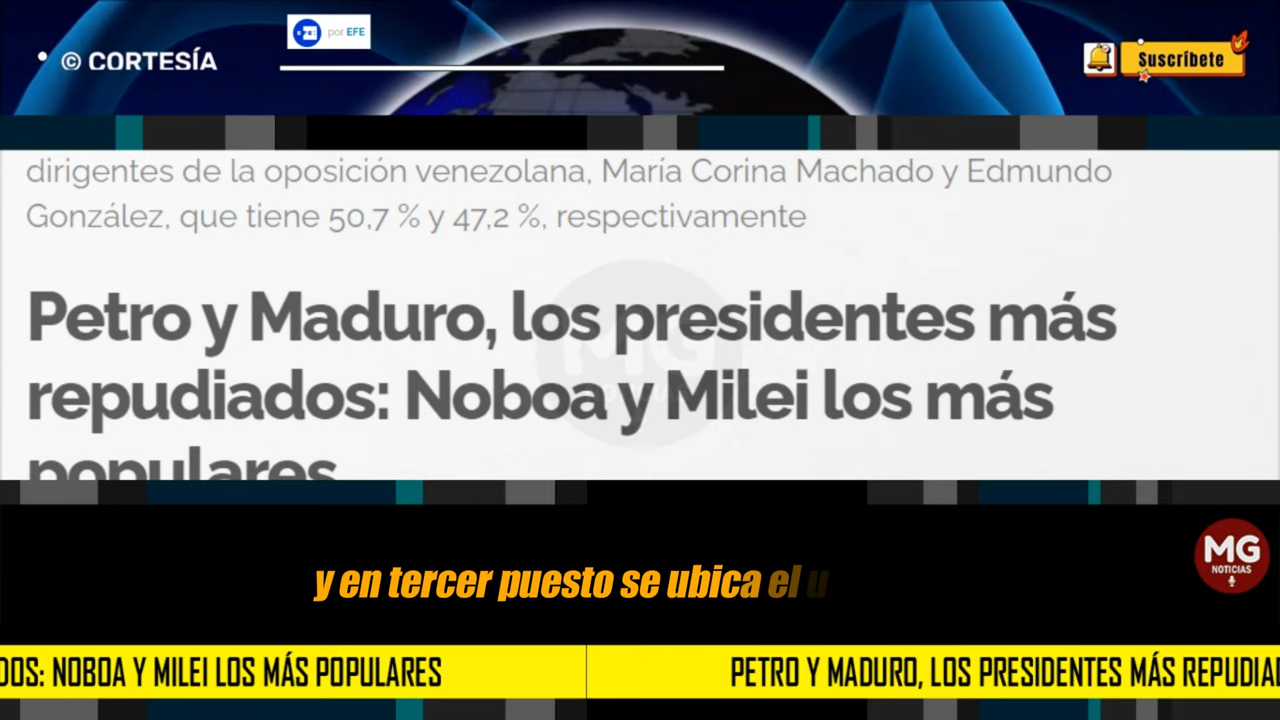 por EFE
© CORTESÍA
Suscríbete
dirigentes de la oposición venezolana, María Corina Machado y Edmundo
González, que tiene 50,7 % y 47,2 %, respectivamente
Petro y Maduro, los presidentes más
repudiados: Noboa y Milei los más
populares
y en tercer puesto se ubica el u
MG
NOTICIAS
DOS: NOBOA Y MILEI LOS MÁS POPULARES
PETRO Y MADURO, LOS PRESIDENTES MÁS REPUDIAD